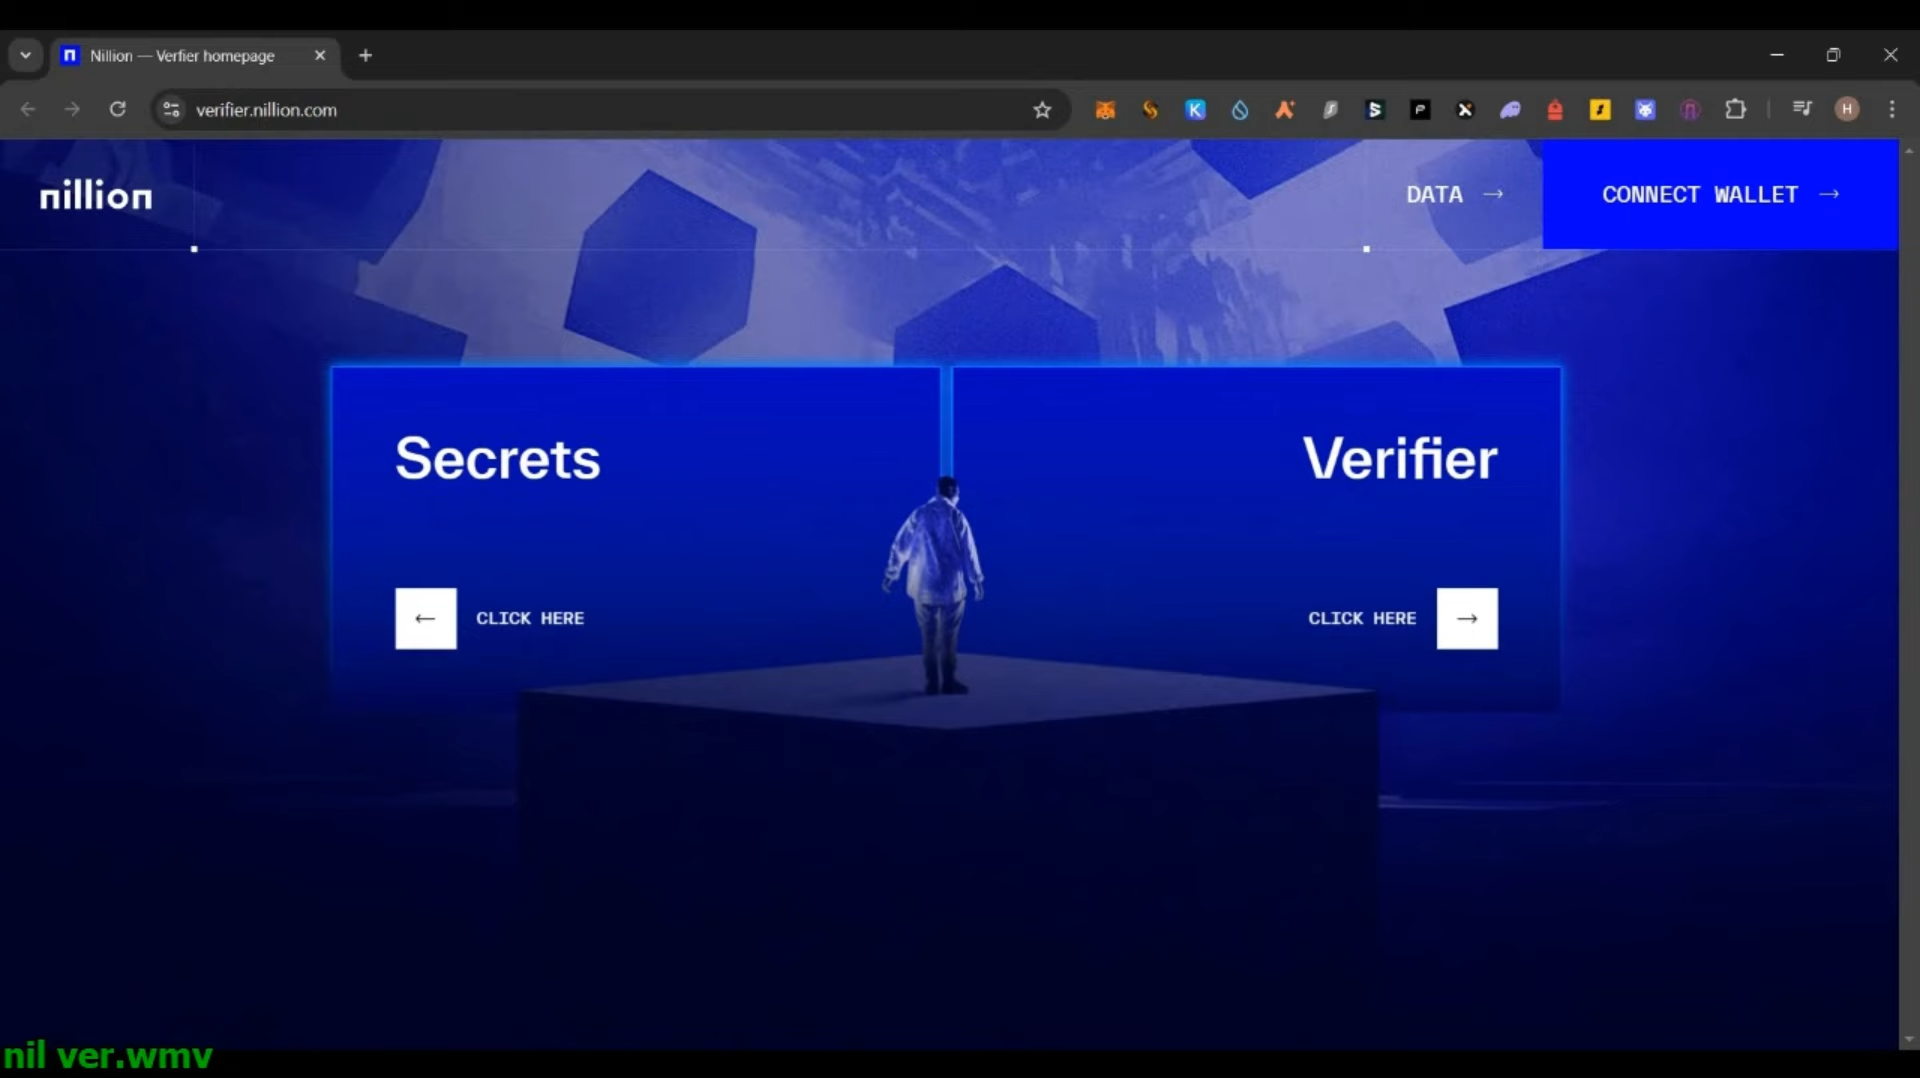 Nillion — Verfier homepage
verifier.nillion.com
H
nillion
DATA →
CONNECT WALLET →
Secrets
Verifier
← CLICK HERE
CLICK HERE →
nil ver.wmv